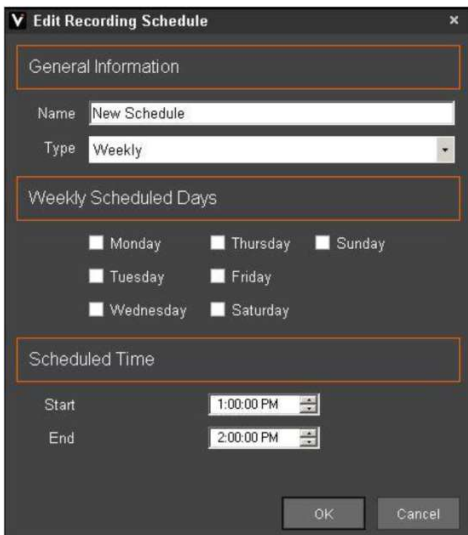 Edit Recording Schedule
General Information
Name New Schedule
Type Weekly
Weekly Scheduled Days
Monday Thursday Sunday
Tuesday Friday
Wednesday Saturday
Scheduled Time
Start 1:00:00 PM
End 2:00:00 PM
OK Cancel